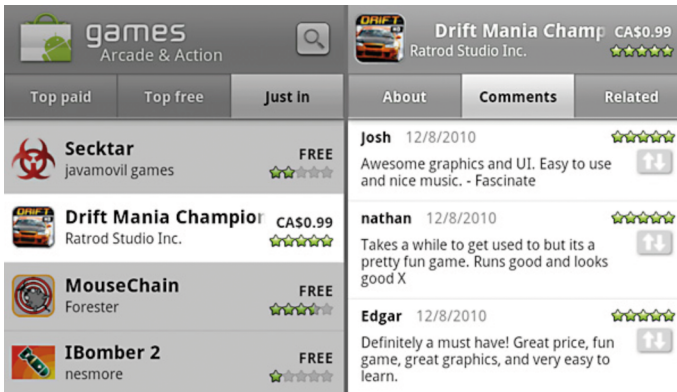 games
Arcade & Action
Top paid
Top free
Just in
Secktar
javamovil games
FREE
Drift Mania Champior
Ratrod Studio Inc.
CA$0.99
MouseChain
Forester
FREE
IBomber 2
nesmore
FREE
DRIFT
Drift Mania Champ
CA$0.99
Ratrod Studio Inc.
About
Comments
Related
Josh 12/8/2010
Awesome graphics and UI. Easy to use
and nice music. - Fascinate
nathan 12/8/2010
Takes a while to get used to but its a
pretty fun game. Runs good and looks
good X
Edgar 12/8/2010
Definitely a must have! Great price, fun
game, great graphics, and very easy to
learn.